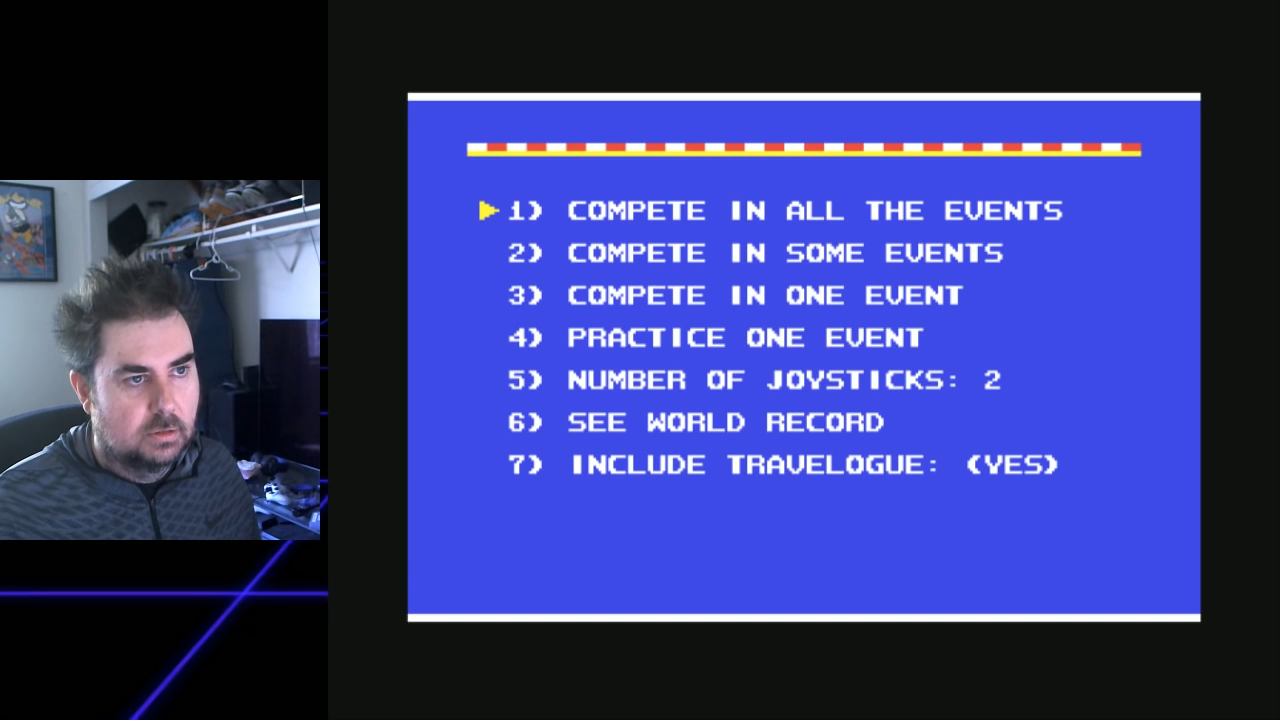 1) COMPETE IN ALL THE EVENTS
2) COMPETE IN SOME EVENTS
3) COMPETE IN ONE EVENT
4) PRACTICE ONE EVENT
5) NUMBER OF JOYSTICKS: 2
6) SEE WORLD RECORD
7) INCLUDE TRAVELOGUE: (YES)